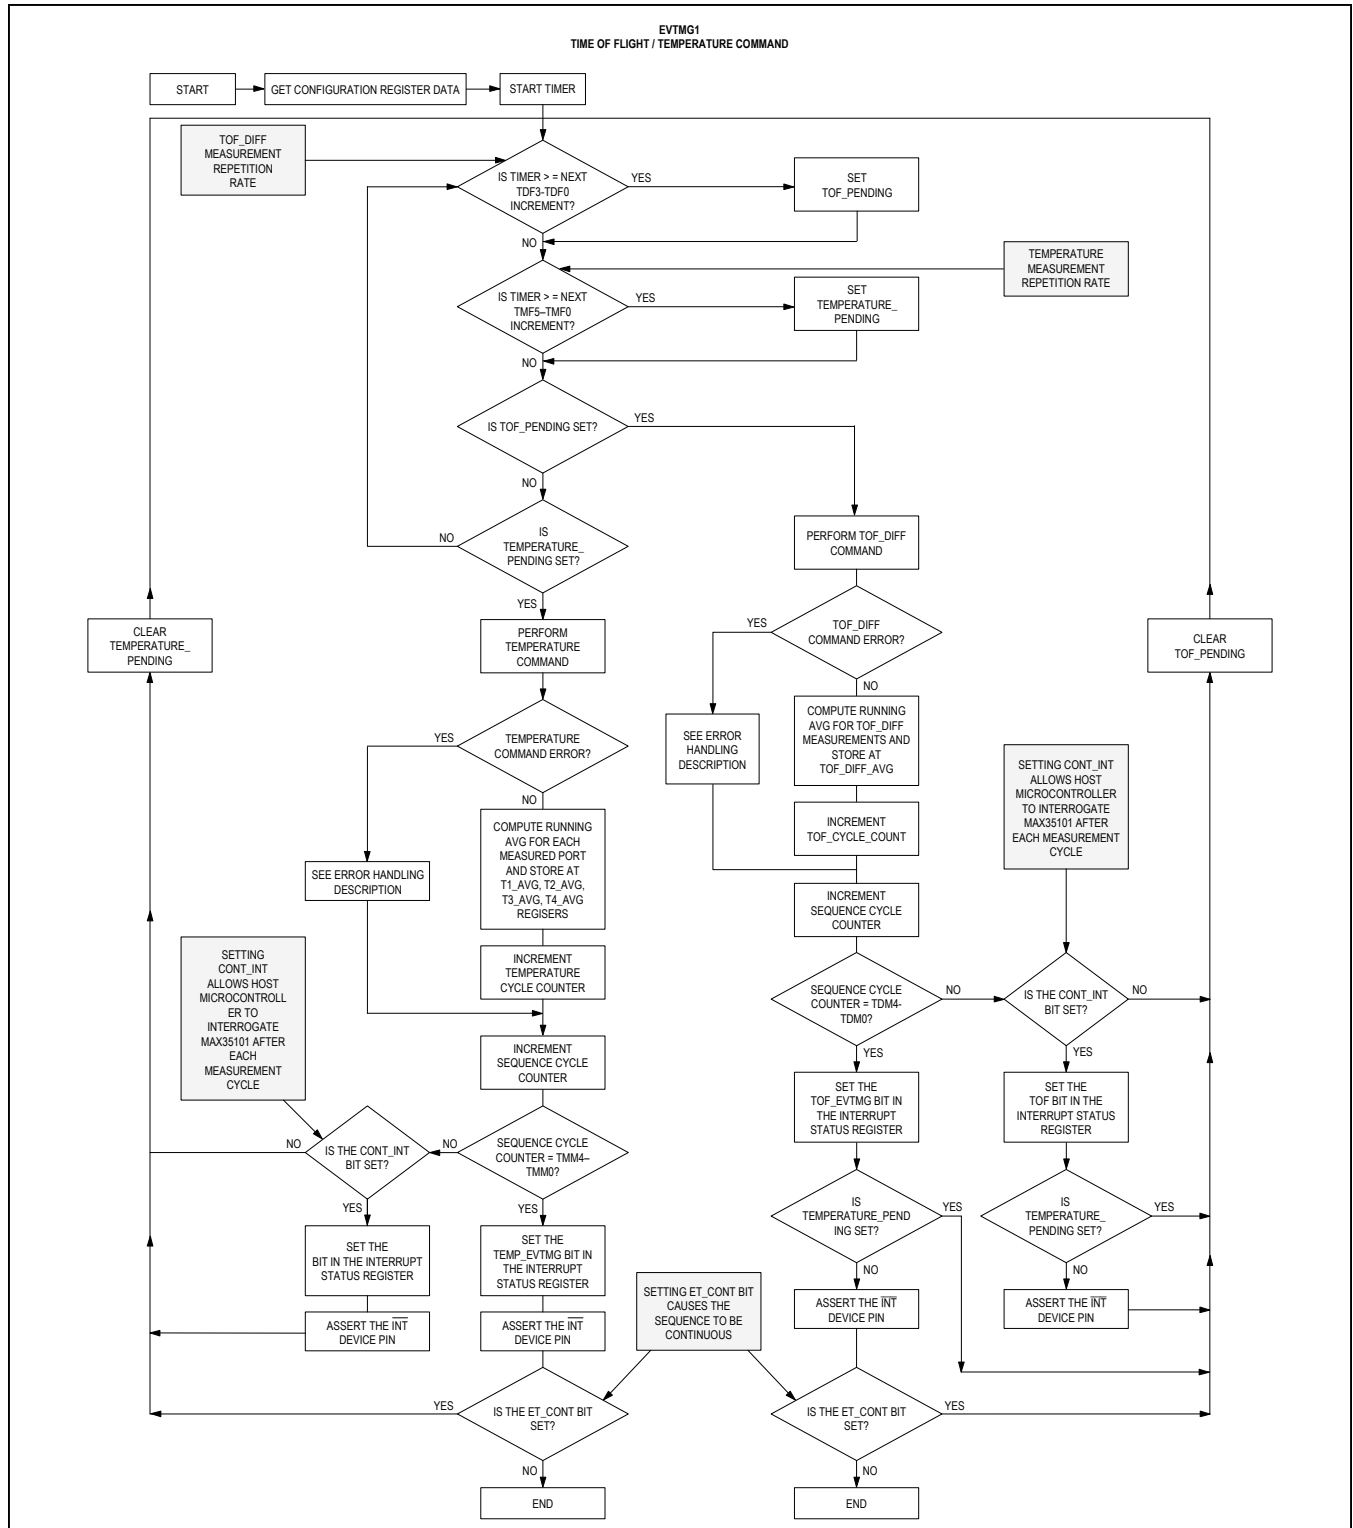 EVTMG1
TIME OF FLIGHT / TEMPERATURE COMMAND
START
GET CONFIGURATION REGISTER DATA
START TIMER
TOF_DIFF
MEASUREMENT
REPETITION
RATE
IS TIMER > = NEXT
TDF3-TDF0
INCREMENT?
YES
SET
TOF_PENDING
NO
TEMPERATURE
MEASUREMENT
REPETITION RATE
IS TIMER > = NEXT
TMF5–TMF0
INCREMENT?
YES
SET
TEMPERATURE_
PENDING
NO
IS TOF_PENDING SET?
YES
NO
IS
TEMPERATURE_
PENDING SET?
NO
YES
PERFORM TOF_DIFF
COMMAND
CLEAR
TEMPERATURE_
PENDING
PERFORM
TEMPERATURE
COMMAND
YES
TOF_DIFF
COMMAND ERROR?
NO
CLEAR
TOF_PENDING
TEMPERATURE
COMMAND ERROR?
YES
NO
SEE ERROR
HANDLING
DESCRIPTION
COMPUTE RUNNING
AVG FOR TOF_DIFF
MEASUREMENTS AND
STORE AT
TOF_DIFF_AVG
SETTING CONT_INT
ALLOWS HOST
MICROCONTROLLER
TO INTERROGATE
MAX35101 AFTER
EACH MEASUREMENT
CYCLE
SEE ERROR HANDLING
DESCRIPTION
COMPUTE RUNNING
AVG FOR EACH
MEASURED PORT
AND STORE AT
T1_AVG, T2_AVG,
T3_AVG, T4_AVG
REGISERS
INCREMENT
TOF_CYCLE_COUNT
INCREMENT
SEQUENCE CYCLE
COUNTER
SETTING
CONT_INT
ALLOWS HOST
MICROCONTROLL
ER TO
INTERROGATE
MAX35101 AFTER
EACH
MEASUREMENT
CYCLE
INCREMENT
TEMPERATURE
CYCLE COUNTER
SEQUENCE CYCLE
COUNTER = TDM4-
TDM0?
NO
YES
IS THE CONT_INT
BIT SET?
NO
YES
INCREMENT
SEQUENCE CYCLE
COUNTER
SET THE
TOF_EVTMG BIT IN
THE INTERRUPT
STATUS REGISTER
SET THE
TOF BIT IN THE
INTERRUPT STATUS
REGISTER
NO
IS THE CONT_INT
BIT SET?
YES
NO
SEQUENCE CYCLE
COUNTER = TMM4–
TMM0?
YES
IS
TEMPERATURE_PEND
ING SET?
YES
NO
IS
TEMPERATURE_
PENDING SET?
YES
NO
SET THE
BIT IN THE INTERRUPT
STATUS REGISTER
SET THE
TEMP_EVTMG BIT IN
THE INTERRUPT
STATUS REGISTER
SETTING ET_CONT BIT
CAUSES THE
SEQUENCE TO BE
CONTINUOUS
ASSERT THE INT
DEVICE PIN
ASSERT THE INT
DEVICE PIN
ASSERT THE INT
DEVICE PIN
ASSERT THE INT
DEVICE PIN
YES
IS THE ET_CONT BIT
SET?
NO
IS THE ET_CONT BIT
SET?
YES
NO
END
END